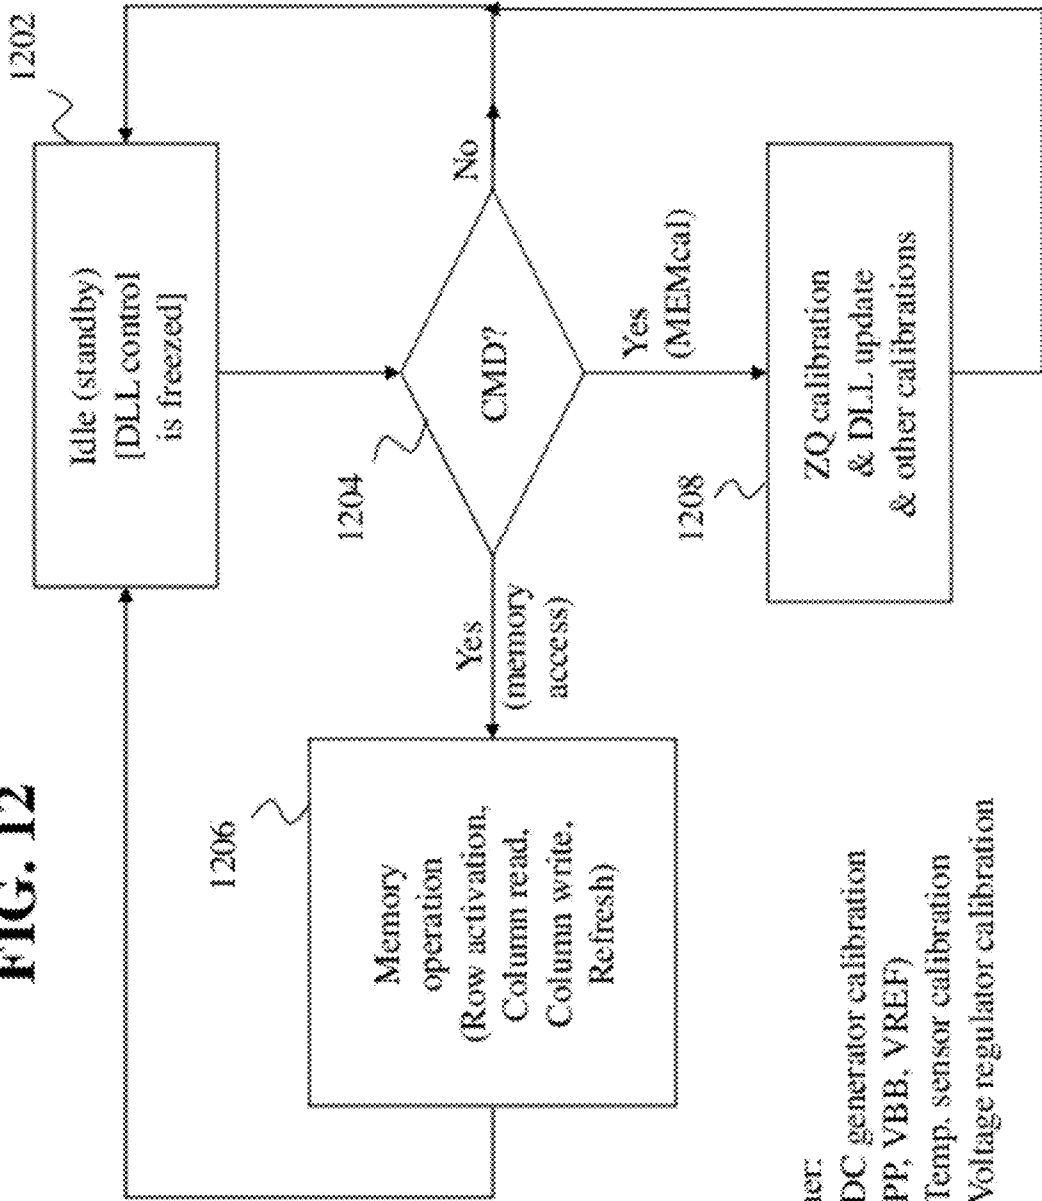 FIG. 12
1202
Idle (standby)
[DLL control
is freezed]
1204
CMD?
No
Yes
(memory
access)
Yes
(MEMcal)
1206
Memory
operation
(Row activation,
Column read,
Column write,
Refresh)
1208
ZQ calibration
& DLL update
& other calibrations
DC generator calibration
VBB, VREF)
Temp. sensor calibration
Voltage regulator calibration